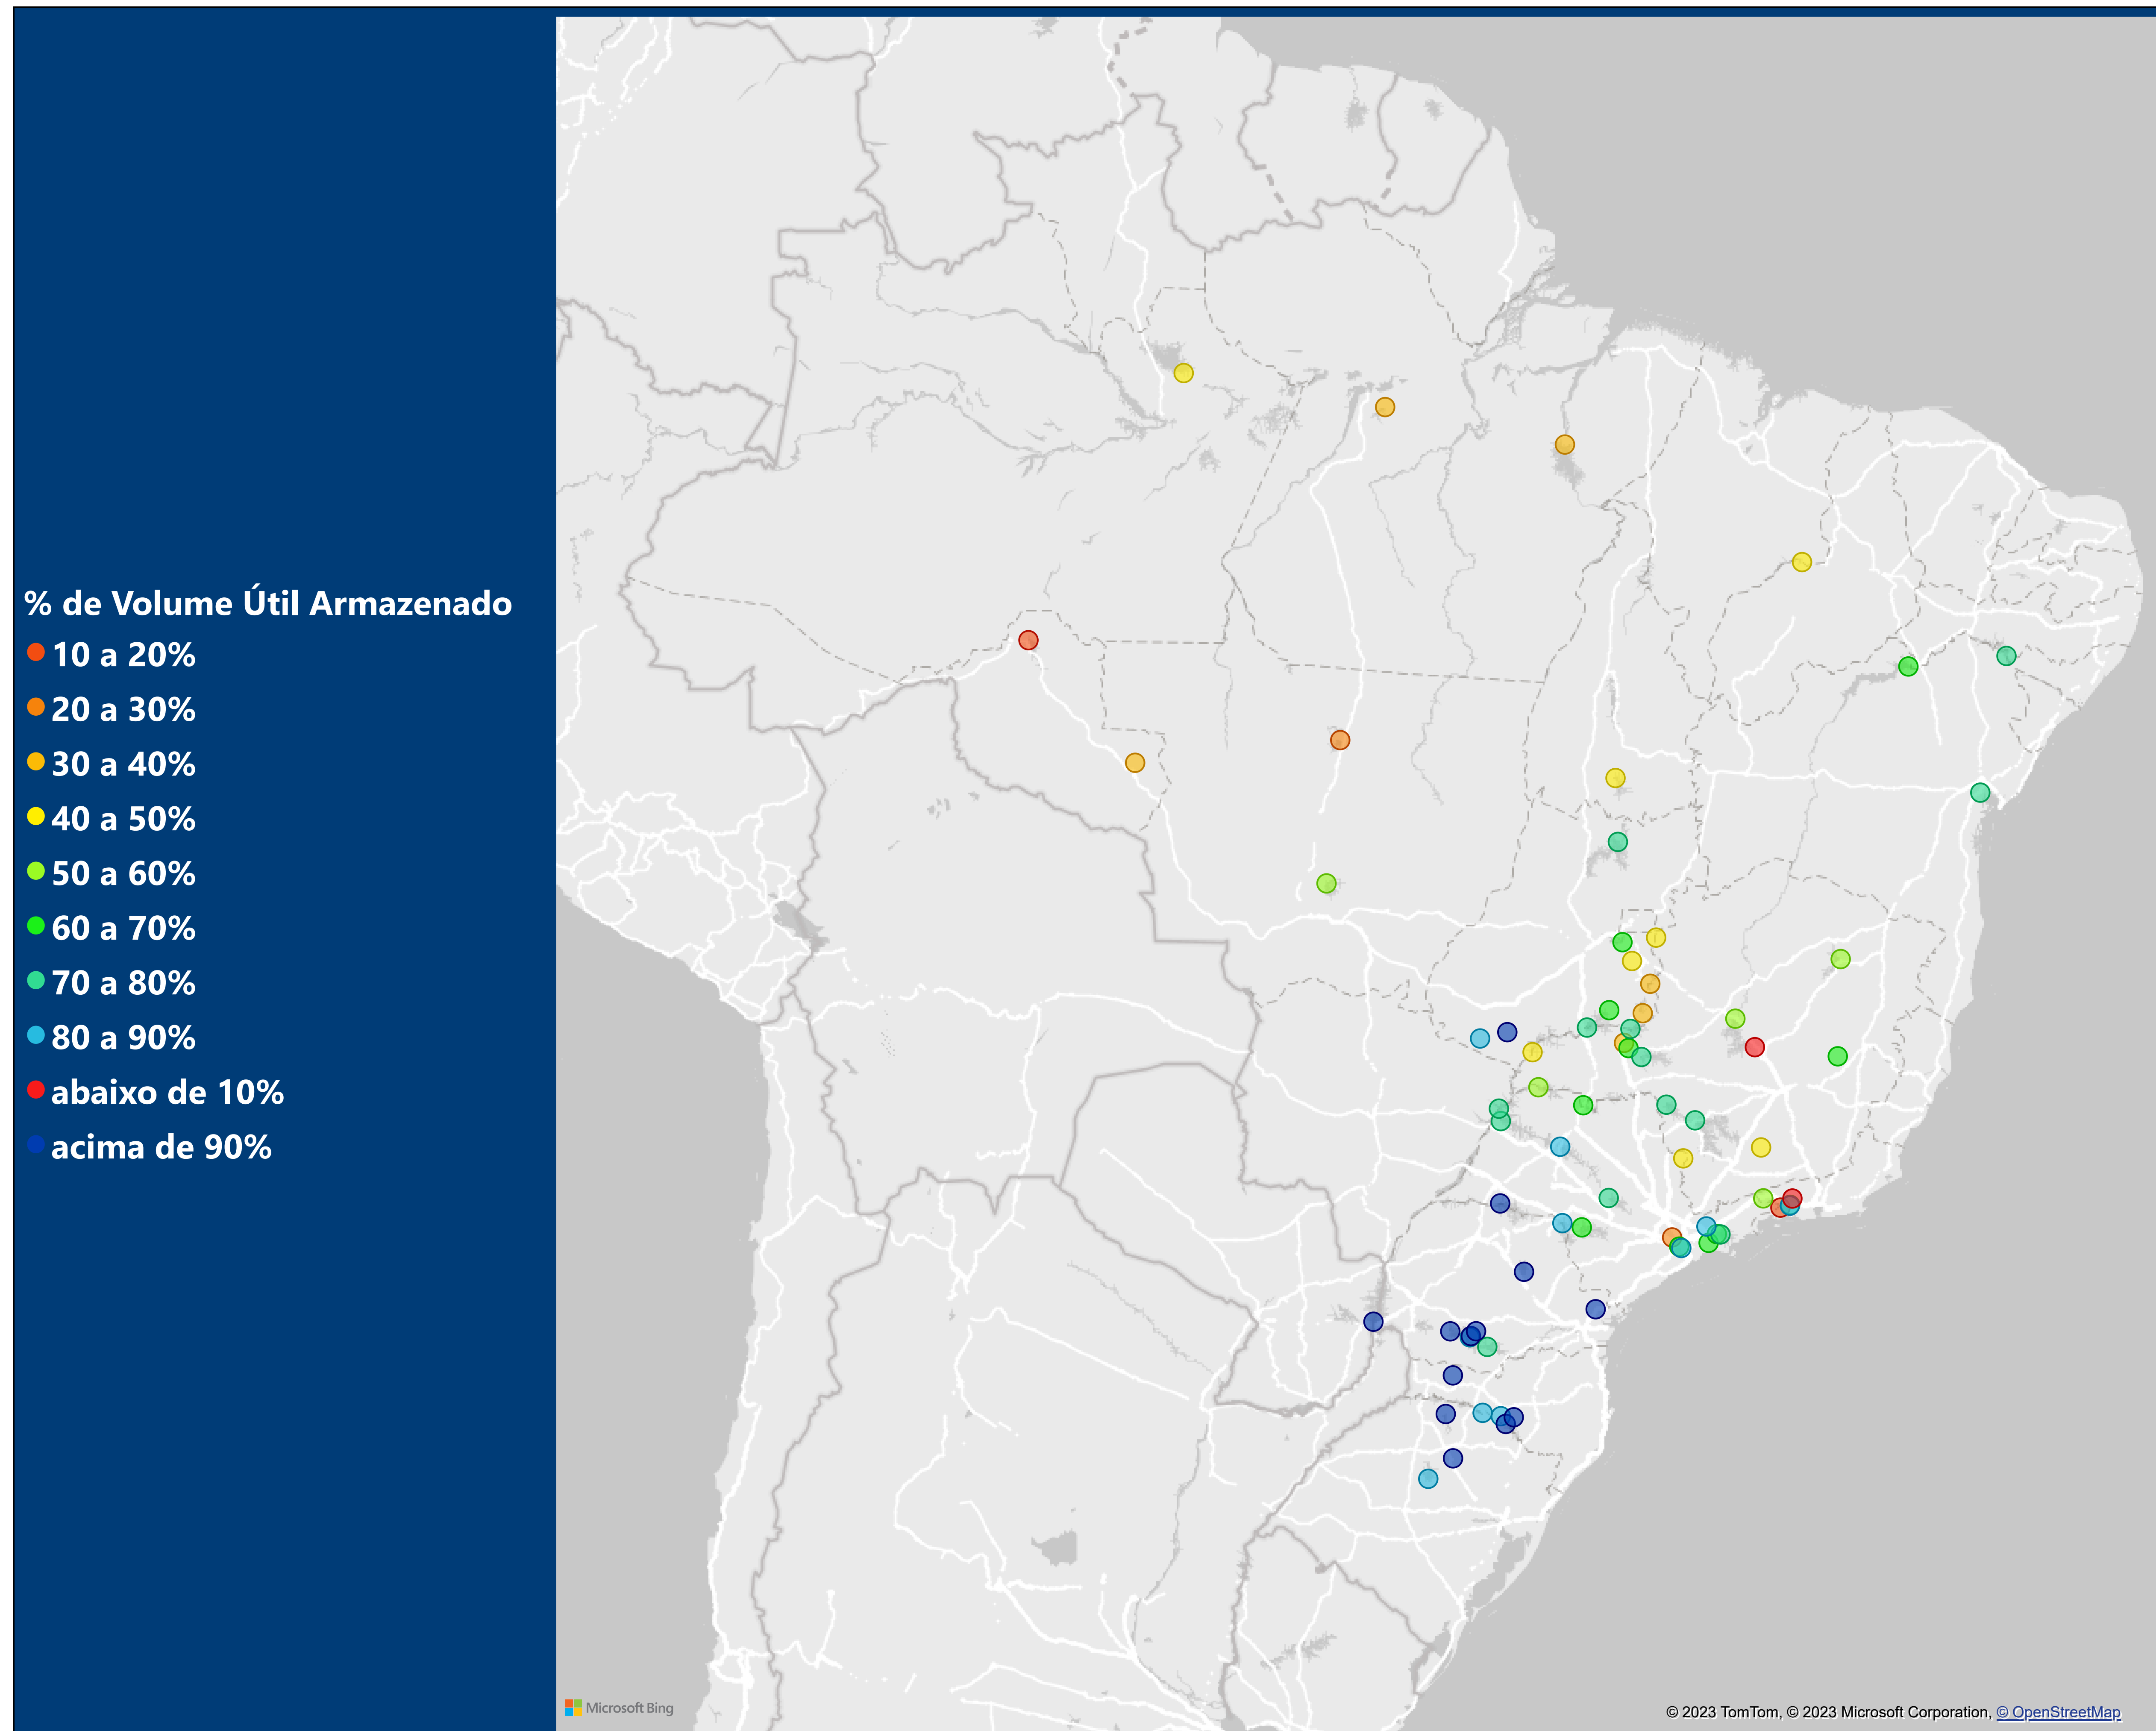 % de Volume Útil Armazenado
10 a 20%
20 a 30%
30 a 40%
40 a 50%
50 a 60%
60 a 70%
70 a 80%
80 a 90%
abaixo de 10%
acima de 90%
Microsoft Bing
© 2023 TomTom, © 2023 Microsoft Corporation, © OpenStreetMap